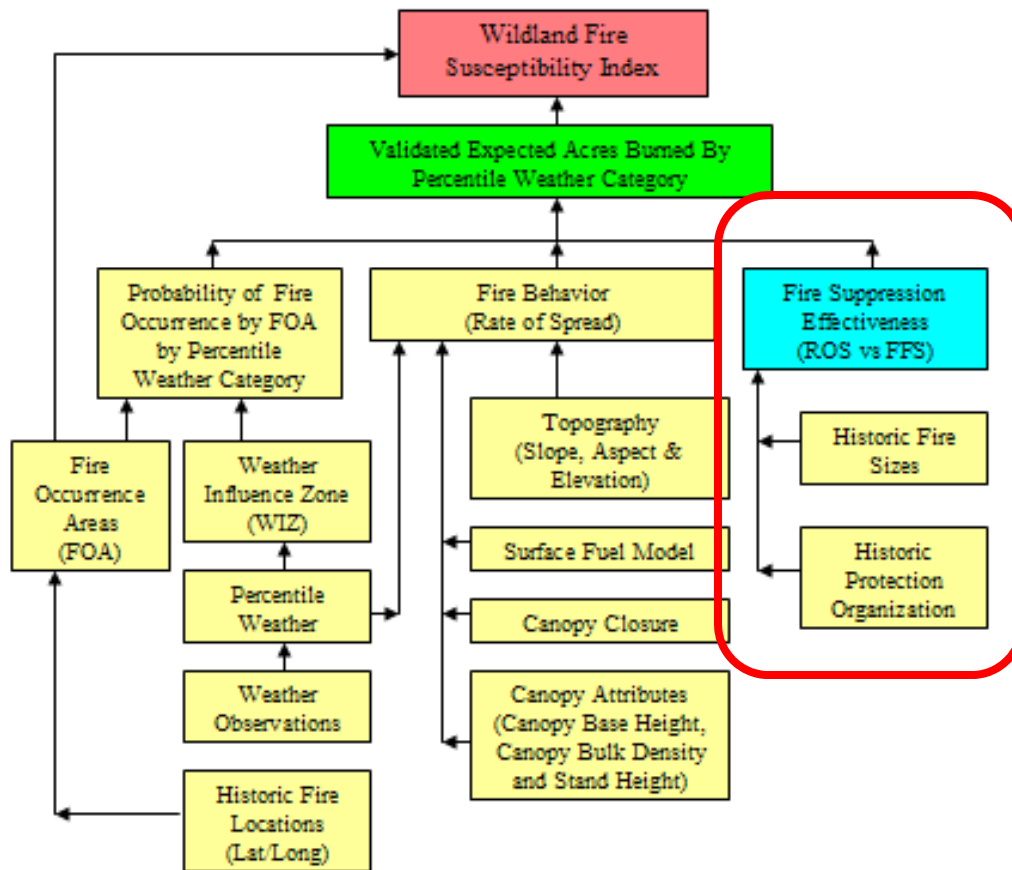 Wildland Fire
Susceptibility Index
Validated Expected Acres Burned By
Percentile Weather Category
Probability of Fire
Occurrence by FOA
by Percentile
Weather Category
Fire Behavior
(Rate of Spread)
Fire Suppression
Effectiveness
(ROS vs FFS)
Topography
(Slope, Aspect &
Elevation)
Historic Fire
Sizes
Fire
Occurrence
Areas
(FOA)
Weather
Influence Zone
(WIZ)
Surface Fuel Model
Historic
Protection
Organization
Percentile
Weather
Canopy Closure
Weather
Observations
Canopy Attributes
(Canopy Base Height,
Canopy Bulk Density
and Stand Height)
Historic Fire
Locations
(Lat/Long)